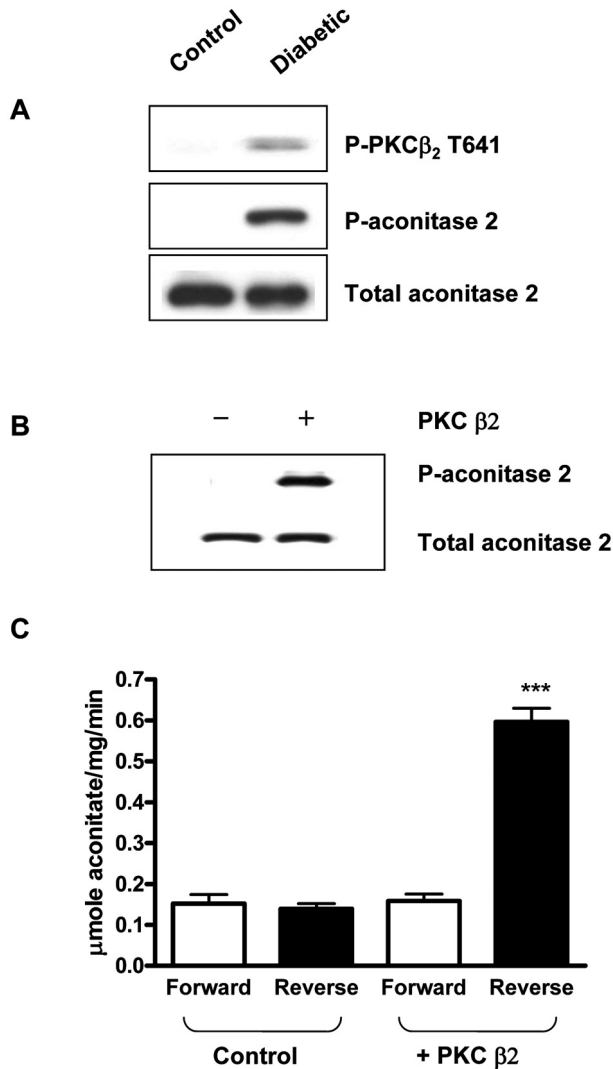 Control Diabetic
A
P-PKCβ₂ T641
P-aconitase 2
Total aconitase 2
B
− + PKC β2
P-aconitase 2
Total aconitase 2
C
μmole aconitate/mg/min
0.7
0.6
0.5
0.4
0.3
0.2
0.1
0.0
***
Forward Reverse Forward Reverse
Control + PKC β2